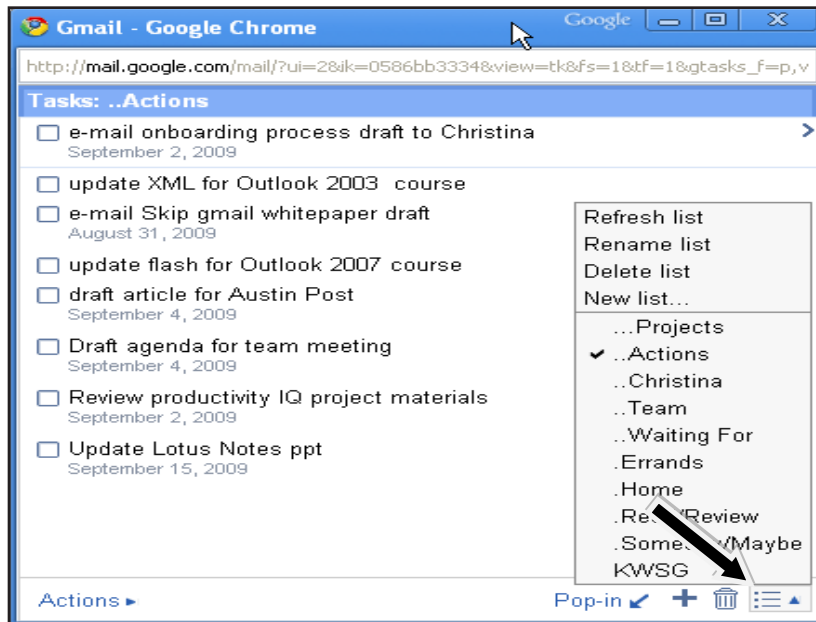 Gmail - Google Chrome
Google
http://mail.google.com/mail/?ui=2&ik=0586bb3334&view=tk&fs=1&tf=1&gtasks_f=p,v
Tasks: ..Actions
e-mail onboarding process draft to Christina
September 2, 2009
update XML for Outlook 2003 course
e-mail Skip gmail whitepaper draft
August 31, 2009
update flash for Outlook 2007 course
draft article for Austin Post
September 4, 2009
Draft agenda for team meeting
September 4, 2009
Review productivity IQ project materials
September 2, 2009
Update Lotus Notes ppt
September 15, 2009
Refresh list
Rename list
Delete list
New list...
...Projects
..Actions
..Christina
..Team
..Waiting For
.Errands
.Home
/Review
/Maybe
KWSG
Actions
Pop-in